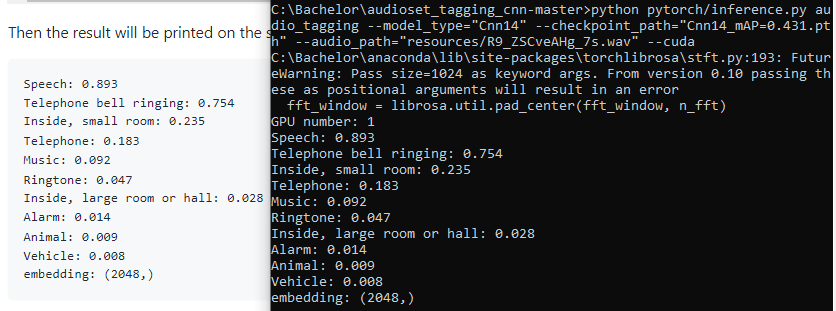 Then the result will be printed on the s
Speech: 0.893
Telephone bell ringing: 0.754
Inside, small room: 0.235
Telephone: 0.183
Music: 0.092
Ringtone: 0.047
Inside, large room or hall: 0.028
Alarm: 0.014
Animal: 0.009
Vehicle: 0.008
embedding: (2048,)
C:\Bachelor\audioset_tagging_cnn-master>python pytorch/inference.py au
dio_tagging --model_type="Cnn14" --checkpoint_path="Cnn14_mAP=0.431.pt
h" --audio_path="resources/R9_ZSCveAHg_7s.wav" --cuda
C:\Bachelor\anaconda\lib\site-packages\torchlibrosa\stft.py:193: Futur
eWarning: Pass size=1024 as keyword args. From version 0.10 passing th
ese as positional arguments will result in an error
  fft_window = librosa.util.pad_center(fft_window, n_fft)
GPU number: 1
Speech: 0.893
Telephone bell ringing: 0.754
Inside, small room: 0.235
Telephone: 0.183
Music: 0.092
Ringtone: 0.047
Inside, large room or hall: 0.028
Alarm: 0.014
Animal: 0.009
Vehicle: 0.008
embedding: (2048,)